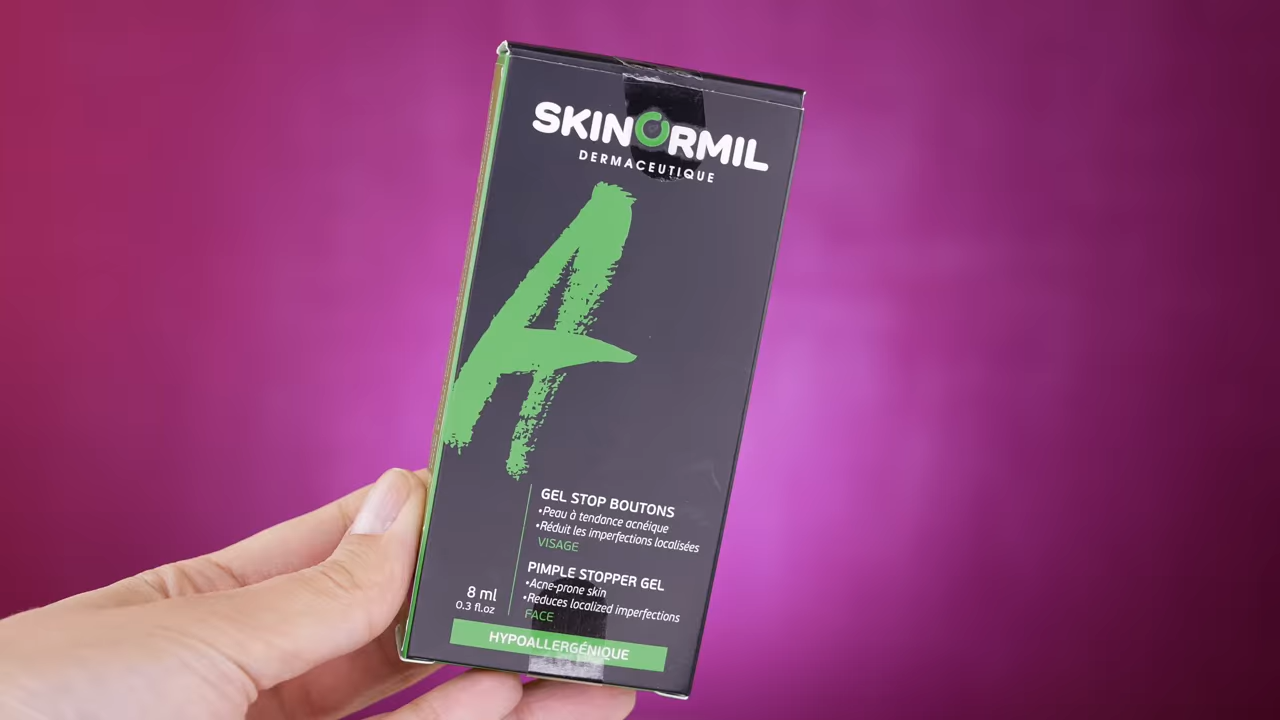 SKINORMIL
DERMACEUTIQUE
A
GEL STOP BOUTONS
•Peau à tendance acnéique
•Réduit les imperfections localisées
VISAGE
PIMPLE STOPPER GEL
•Acne-prone skin
•Reduces localized imperfections
FACE
8 ml
0.3 fl.oz
HYPOALLERGÉNIQUE